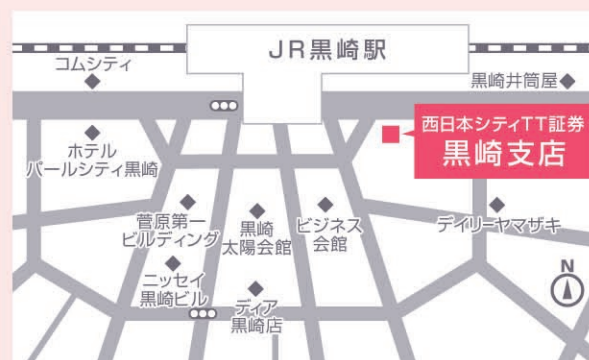 JR黒崎駅
コムシティ
黒崎井筒屋
西日本シティTT証券
黒崎支店
ホテル
パールシティ黒崎
菅原第一
ビルディング
黒崎
太陽会館
ビジネス
会館
デイリーヤマザキ
ニッセイ
黒崎ビル
ディア
黒崎店
N